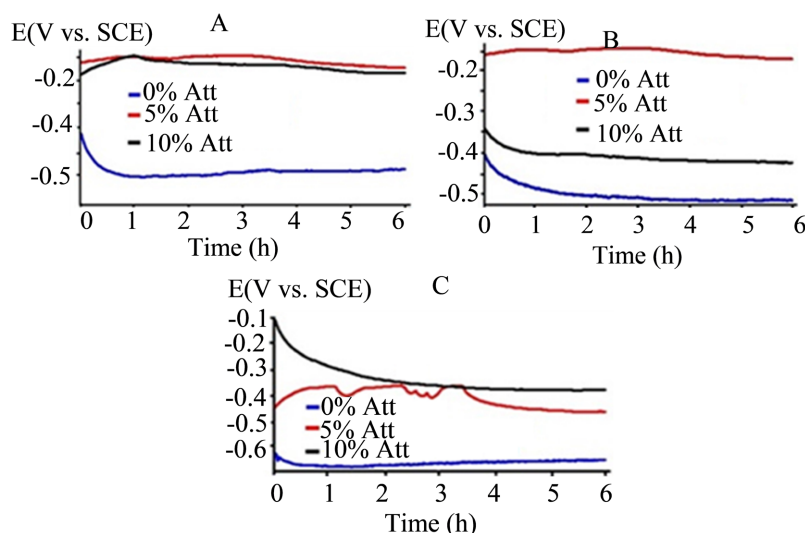 A
E(V vs. SCE)
-0.2
-0.4
-0.5
0% Att
5% Att
10% Att
0 1 2 3 4 5 6
Time (h)
B
E(V vs. SCE)
-0.2
-0.3
-0.4
-0.5
0% Att
5% Att
10% Att
0 1 2 3 4 5 6
Time (h)
C
E(V vs. SCE)
-0.1
-0.2
-0.3
-0.4
-0.5
-0.6
0% Att
5% Att
10% Att
0 1 2 3 4 5 6
Time (h)